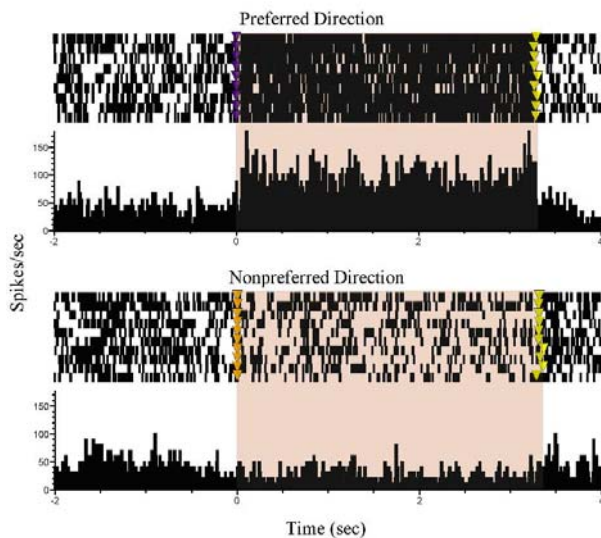 Preferred Direction
150
100
50
0
-2 0 2 4
Spikes/sec
Nonpreferred Direction
150
100
50
0
-2 0 2 4
Time (sec)